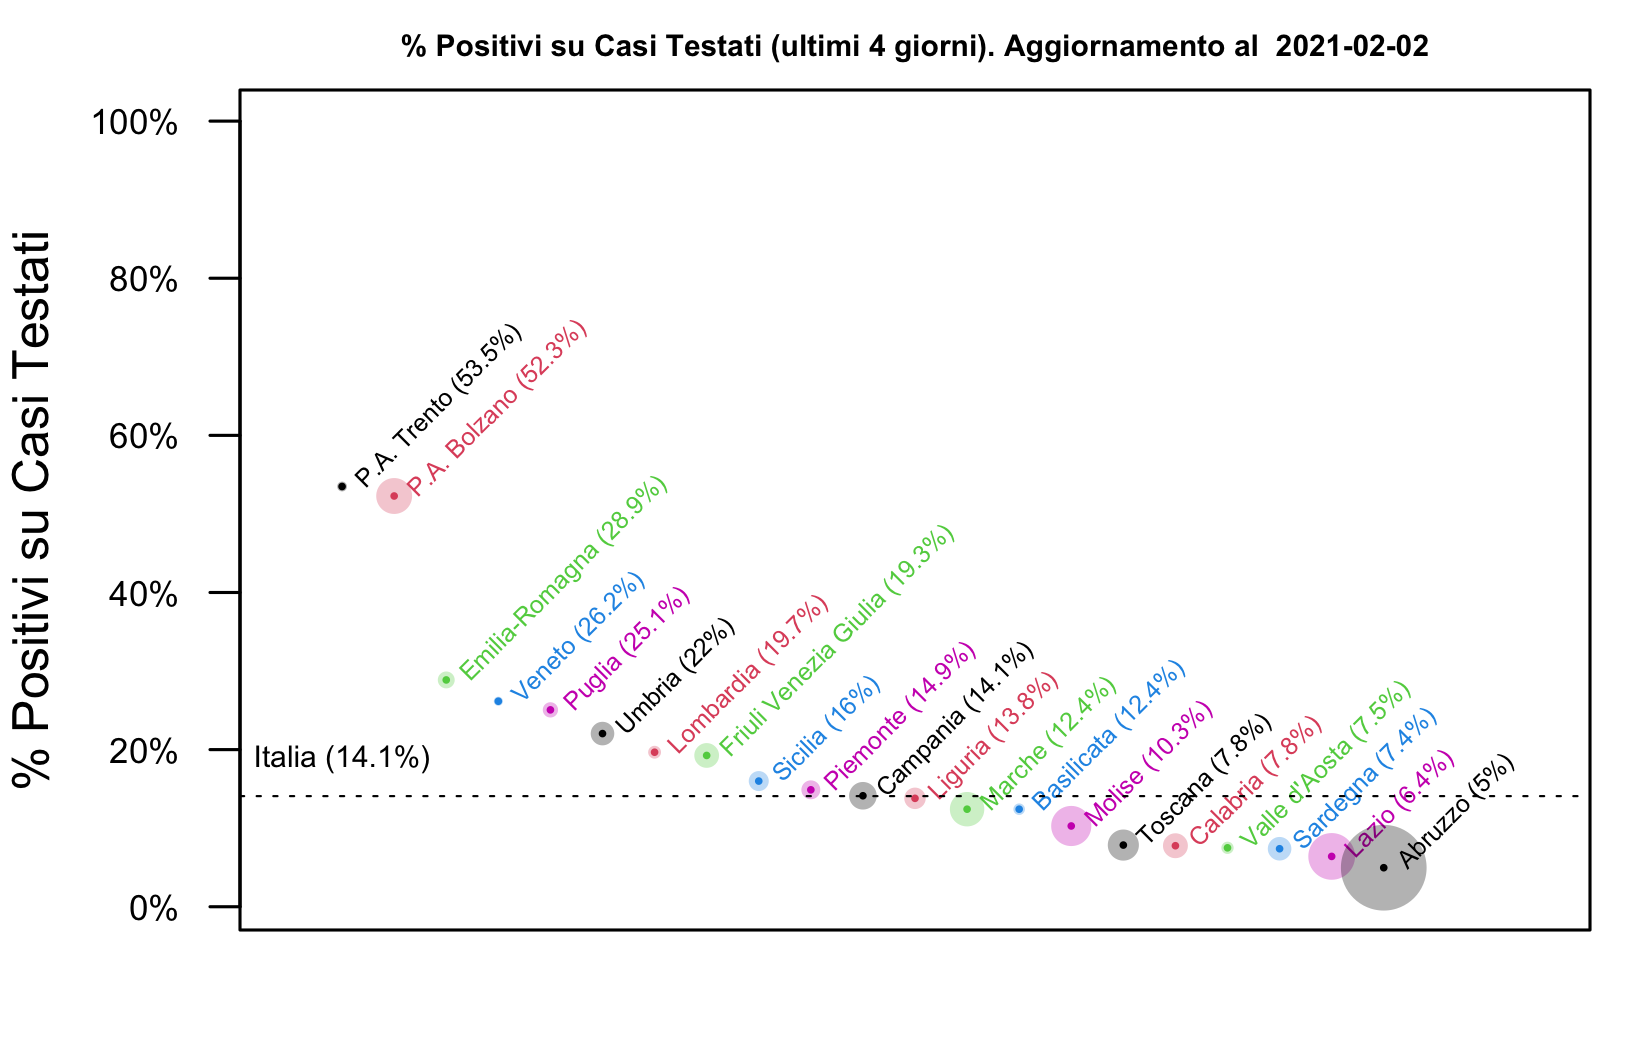 % Positivi su Casi Testati (ultimi 4 giorni). Aggiornamento al  2021-02-02
% Positivi su Casi Testati
100%
80%
60%
40%
20%
0%
Italia (14.1%)
P.A. Trento (53.5%)
P.A. Bolzano (52.3%)
Emilia-Romagna (28.9%)
Veneto (26.2%)
Puglia (25.1%)
Umbria (22%)
Lombardia (19.7%)
Friuli Venezia Giulia (19.3%)
Sicilia (16%)
Piemonte (14.9%)
Campania (14.1%)
Liguria (13.8%)
Marche (12.4%)
Basilicata (12.4%)
Molise (10.3%)
Toscana (7.8%)
Calabria (7.8%)
Valle d'Aosta (7.5%)
Sardegna (7.4%)
Lazio (6.4%)
Abruzzo (5%)